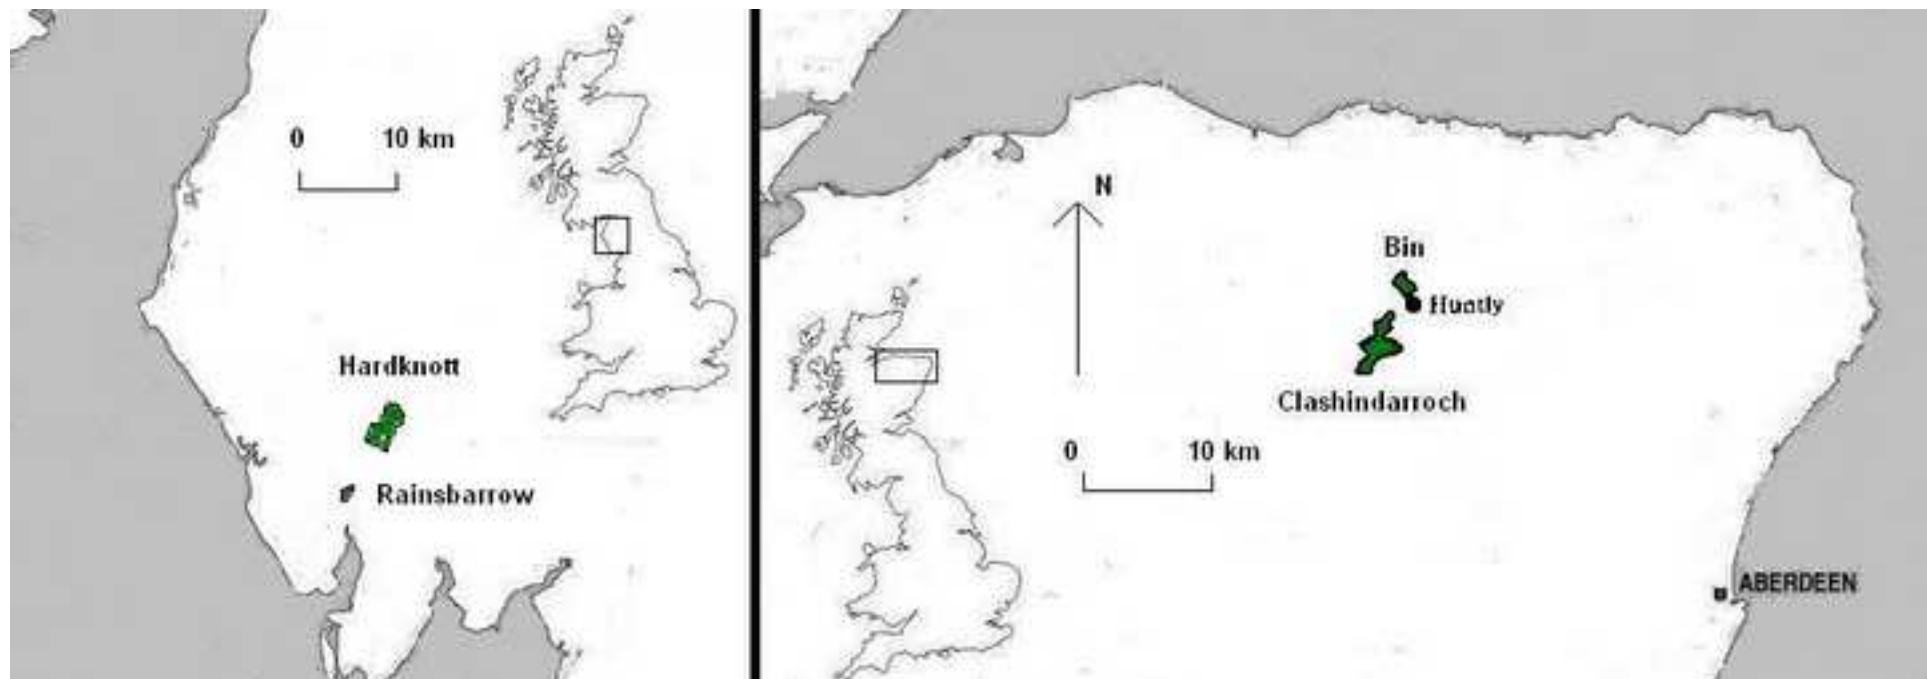 0 10 km
Hardknott
Rainsbarrow
N
Bin
Huntly
Clashindarroch
0 10 km
ABERDEEN